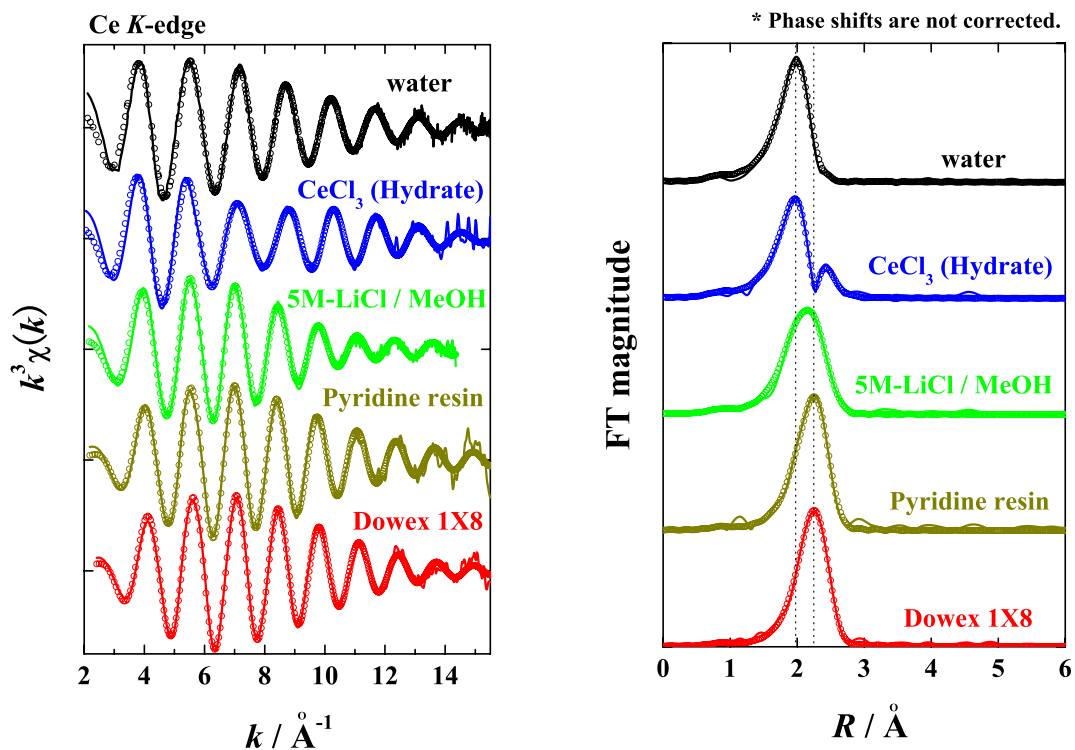 Ce K-edge
* Phase shifts are not corrected.
water
CeCl3 (Hydrate)
5M-LiCl / MeOH
Pyridine resin
Dowex 1X8
k³χ(k)
2 4 6 8 10 12 14
k / Å⁻¹
water
CeCl3 (Hydrate)
5M-LiCl / MeOH
Pyridine resin
Dowex 1X8
FT magnitude
0 1 2 3 4 5 6
R / Å